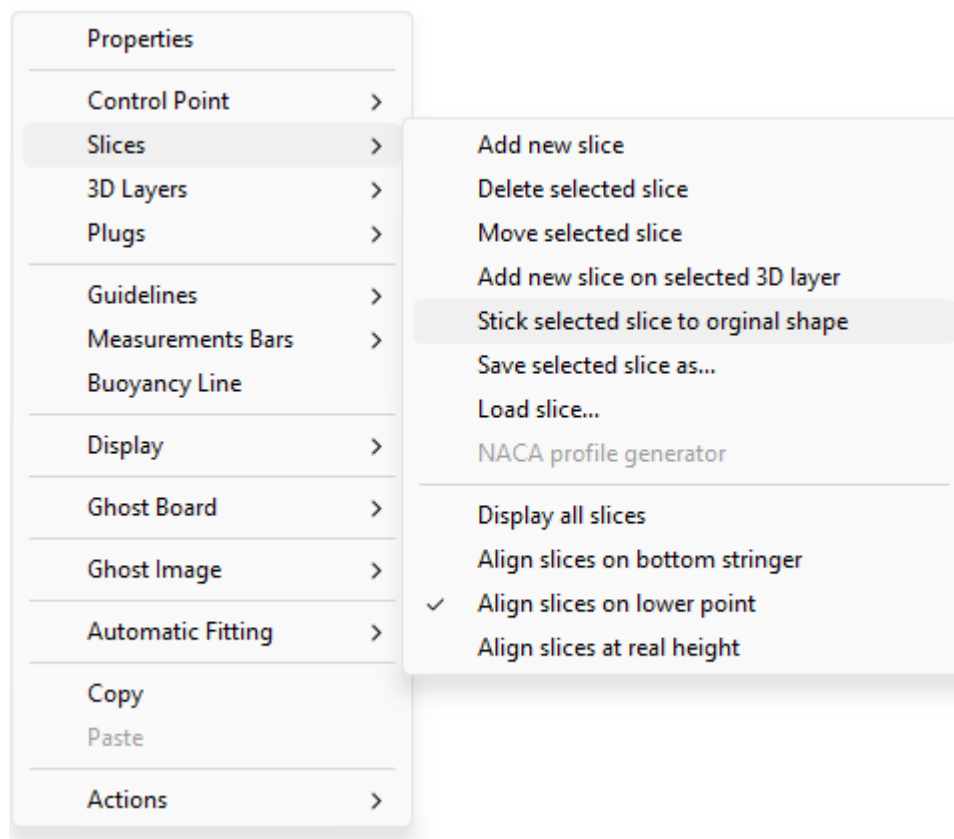 Properties
Control Point
Slices
3D Layers
Plugs
Guidelines
Measurements Bars
Buoyancy Line
Display
Ghost Board
Ghost Image
Automatic Fitting
Copy
Paste
Actions
Add new slice
Delete selected slice
Move selected slice
Add new slice on selected 3D layer
Stick selected slice to orginal shape
Save selected slice as...
Load slice...
NACA profile generator
Display all slices
Align slices on bottom stringer
Align slices on lower point
Align slices at real height